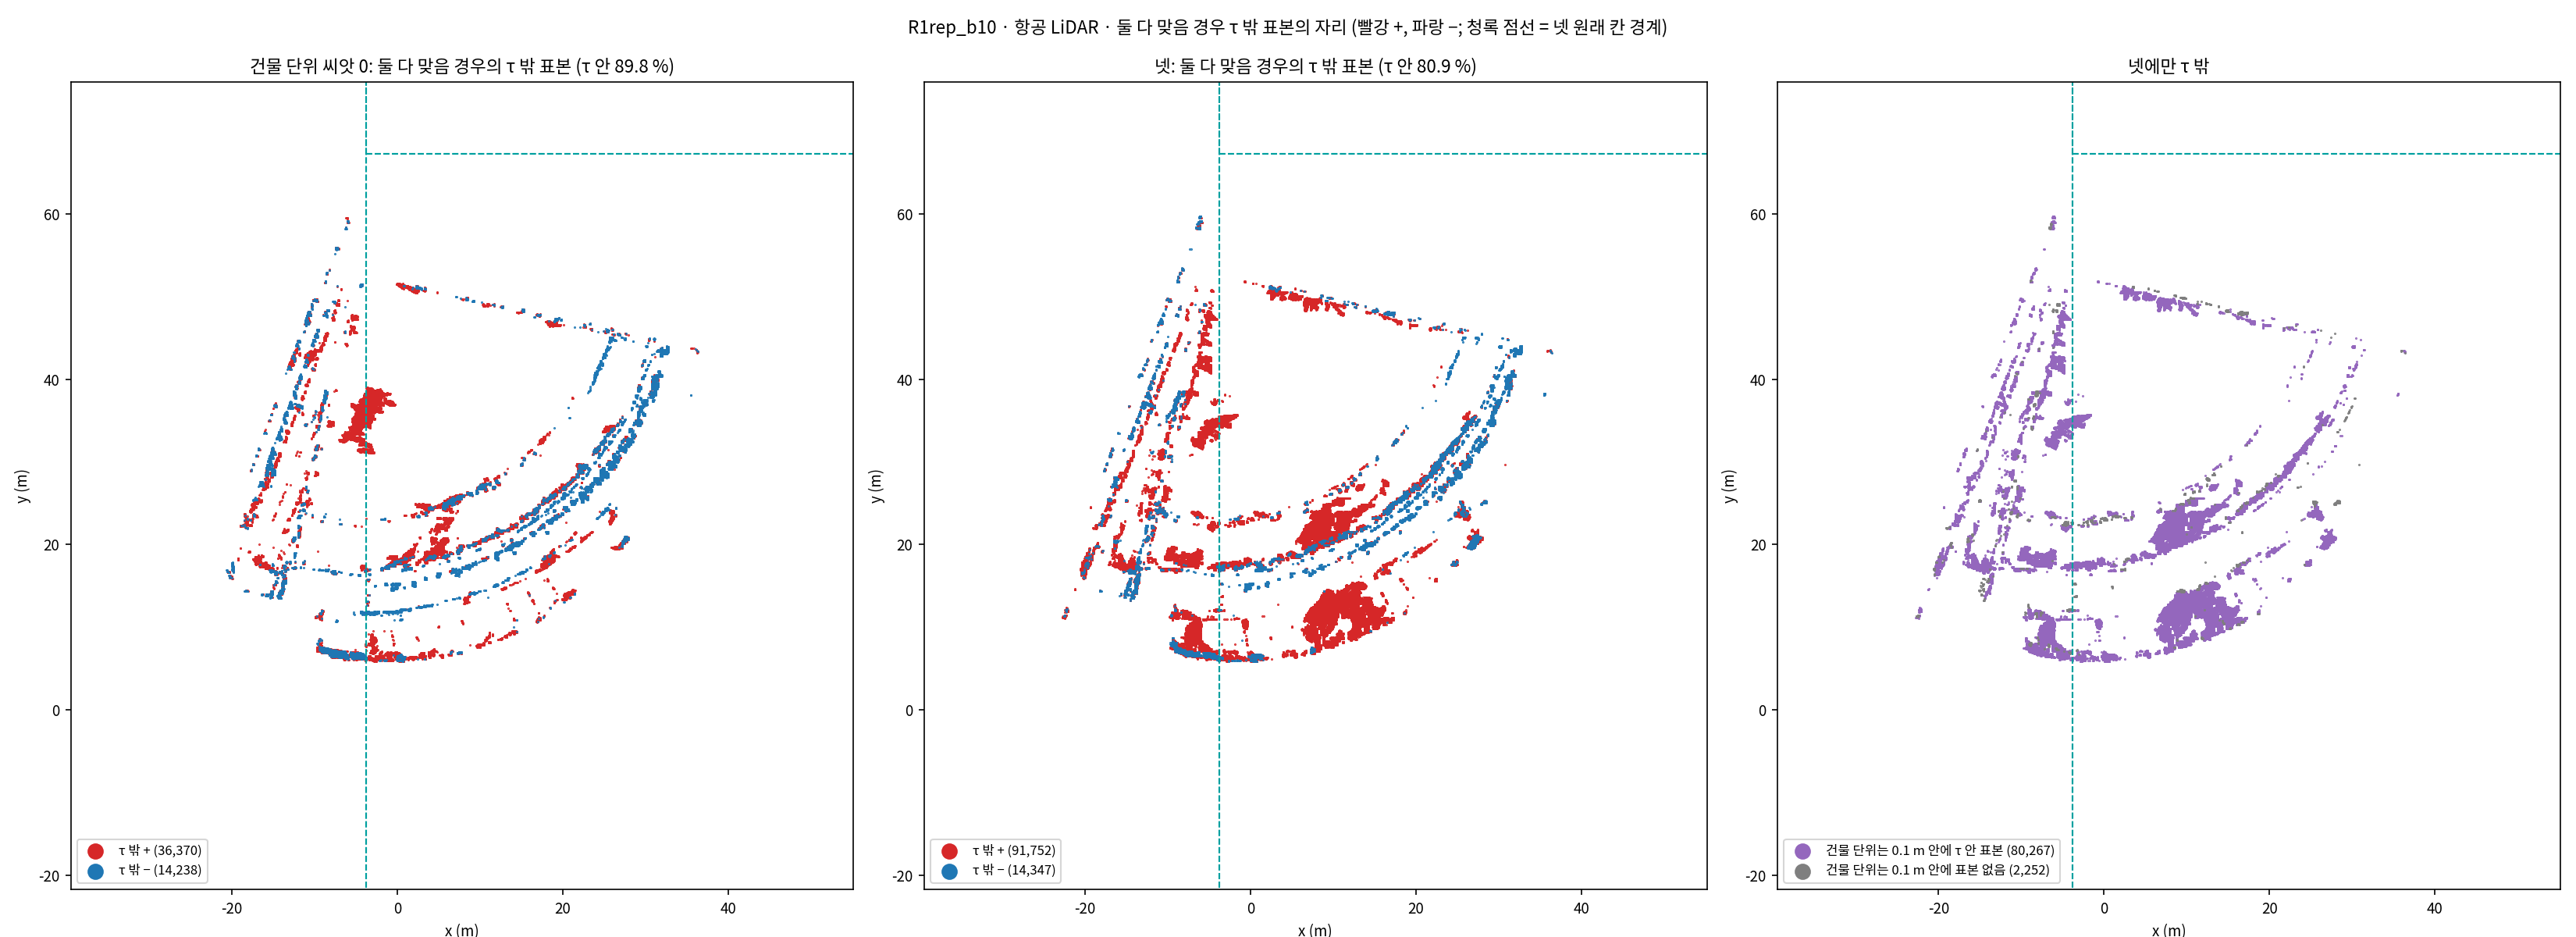 R1rep_b10 · 항공 LiDAR · 둘 다 맞음 경우 τ 밖 표본의 자리 (빨강 +, 파랑 −; 청록 점선 = 넷 원래 칸 경계)
건물 단위 씨앗 0: 둘 다 맞음 경우의 τ 밖 표본 (τ 안 89.8 %)
60
40
20
0
-20
y (m)
-20
0
20
40
x (m)
τ 밖 + (36,370)
τ 밖 − (14,238)
넷: 둘 다 맞음 경우의 τ 밖 표본 (τ 안 80.9 %)
60
40
20
0
-20
y (m)
-20
0
20
40
x (m)
τ 밖 + (91,752)
τ 밖 − (14,347)
넷에만 τ 밖
60
40
20
0
-20
y (m)
-20
0
20
40
x (m)
건물 단위는 0.1 m 안에 τ 안 표본 (80,267)
건물 단위는 0.1 m 안에 표본 없음 (2,252)